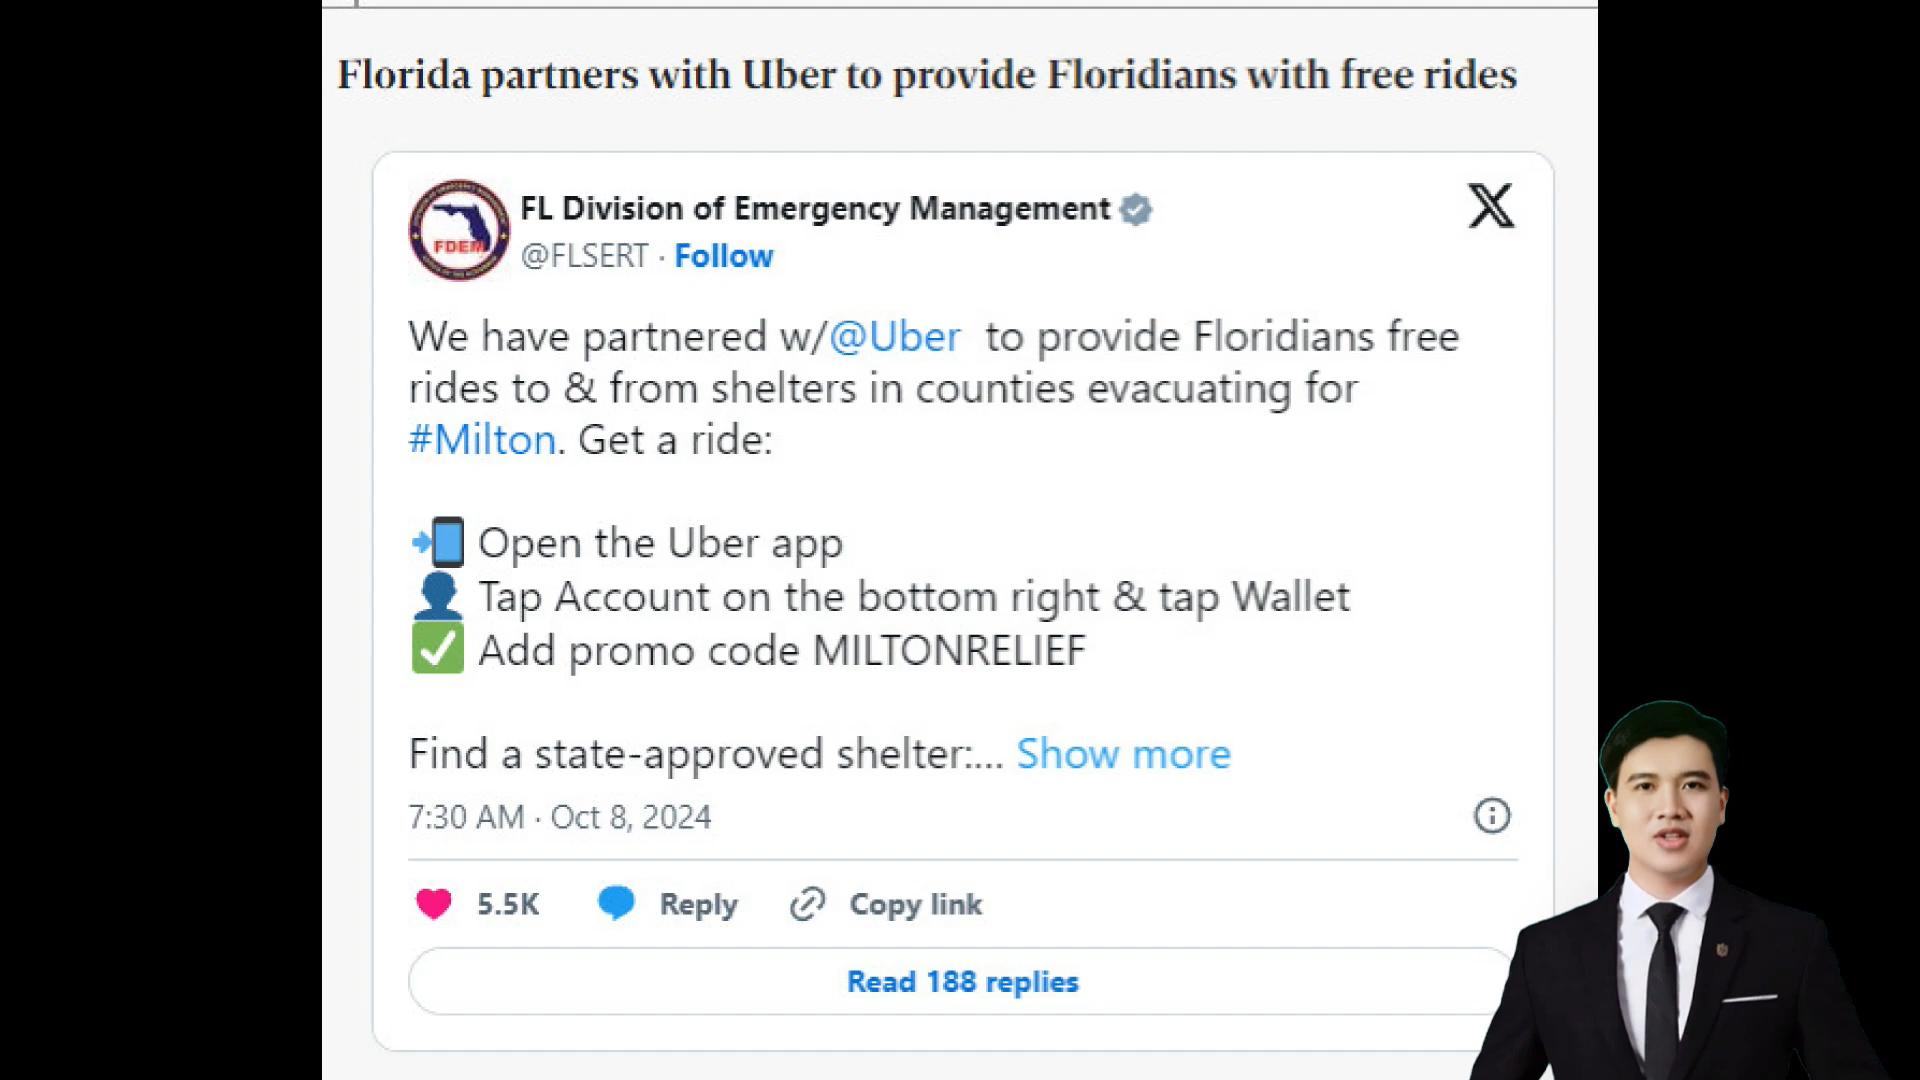 Florida partners with Uber to provide Floridians with free rides
FL Division of Emergency Management
@FLSERT · Follow
FDEM
We have partnered w/@Uber to provide Floridians free
rides to & from shelters in counties evacuating for
#Milton. Get a ride:
Open the Uber app
Tap Account on the bottom right & tap Wallet
Add promo code MILTONRELIEF
Find a state-approved shelter:... Show more
7:30 AM · Oct 8, 2024
5.5K Reply Copy link
Read 188 replies